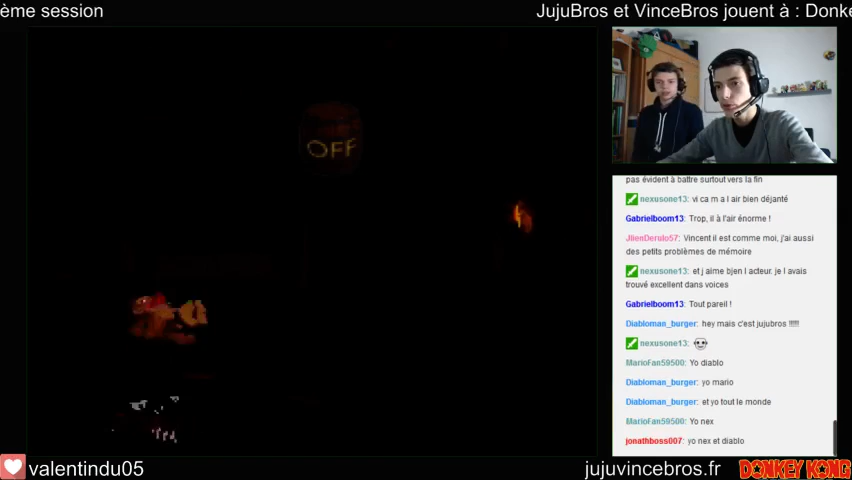 ème session
JujuBros et VinceBros jouent à : Donke
OFF
pas évident à battre surtout vers la fin
nexusone13: vi ca m a l air bien déjanté
Gabrielboom13: Trop, il à l'air énorme !
JlienDerulo57: Vincent il est comme moi, j'ai aussi
des petits problèmes de mémoire
nexusone13: et j aime bjen l acteur. je l avais
trouvé excellent dans voices
Gabrielboom13: Tout pareil !
Diabloman_burger: hey mais c'est jujubros !!!!!
nexusone13:
MarioFan59500: Yo diablo
Diabloman_burger: yo mario
Diabloman_burger: et yo tout le monde
MarioFan59500: Yo nex
jonathboss007: yo nex et diablo
valentindu05
jujuvincebros.fr
DONKEY KONG